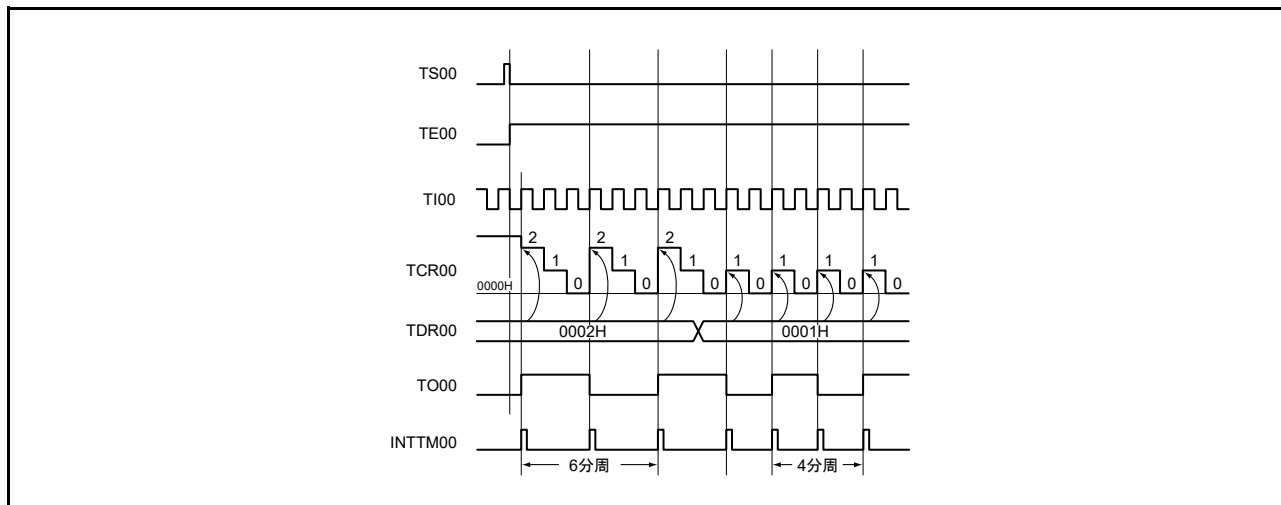 TS00
TE00
TI00
TCR00
2 1 0 2 1 0 2 1 0 1 0 1 0 1 0 1 0
0000H
TDR00
0002H 0001H
TO00
INTTM00
6分周 4分周